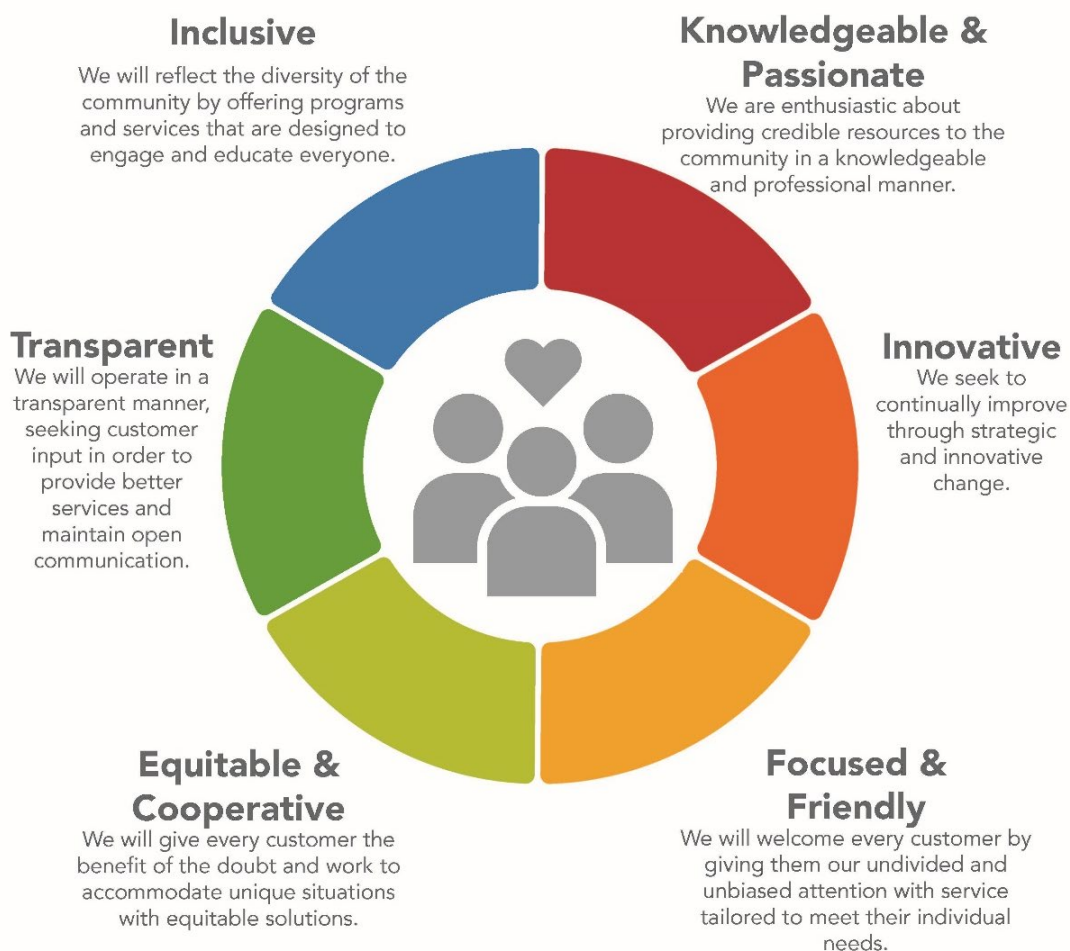 Inclusive
We will reflect the diversity of the
community by offering programs
and services that are designed to
engage and educate everyone.
Knowledgeable &
Passionate
We are enthusiastic about
providing credible resources to the
community in a knowledgeable
and professional manner.
Transparent
We will operate in a
transparent manner,
seeking customer
input in order to
provide better
services and
maintain open
communication.
Innovative
We seek to
continually improve
through strategic
and innovative
change.
Equitable &
Cooperative
We will give every customer the
benefit of the doubt and work to
accommodate unique situations
with equitable solutions.
Focused &
Friendly
We will welcome every customer by
giving them our undivided and
unbiased attention with service
tailored to meet their individual
needs.